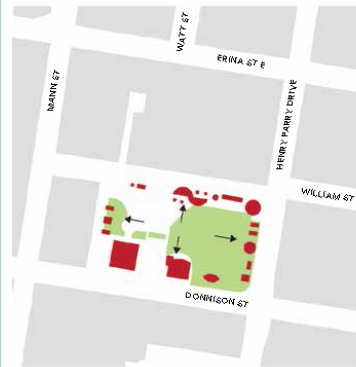 WATT ST
ERINA ST E
MANN ST
HENRY PARRY DRIVE
WILLIAM ST
DONNISON ST